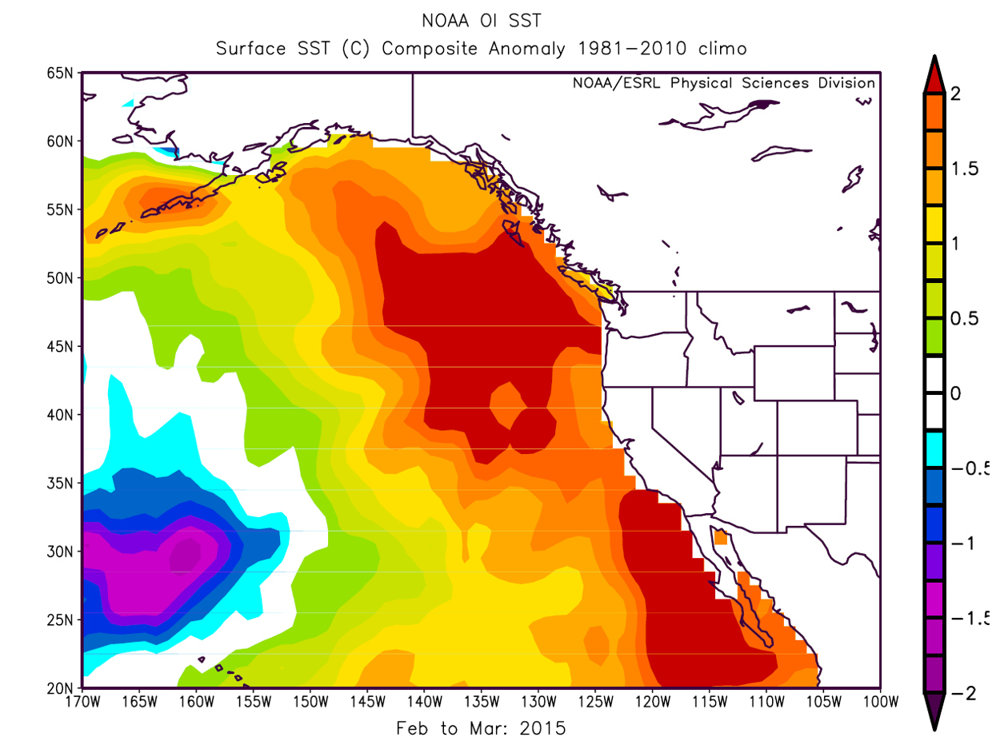 NOAA OI SST
Surface SST (C) Composite Anomaly 1981−2010 climo
NOAA/ESRL Physical Sciences Division
65N
60N
55N
50N
45N
40N
35N
30N
25N
20N
170W 165W 160W 155W 150W 145W 140W 135W 130W 125W 120W 115W 110W 105W 100W
Feb to Mar: 2015
2
1.5
1
0.5
0
−0.5
−1
−1.5
−2